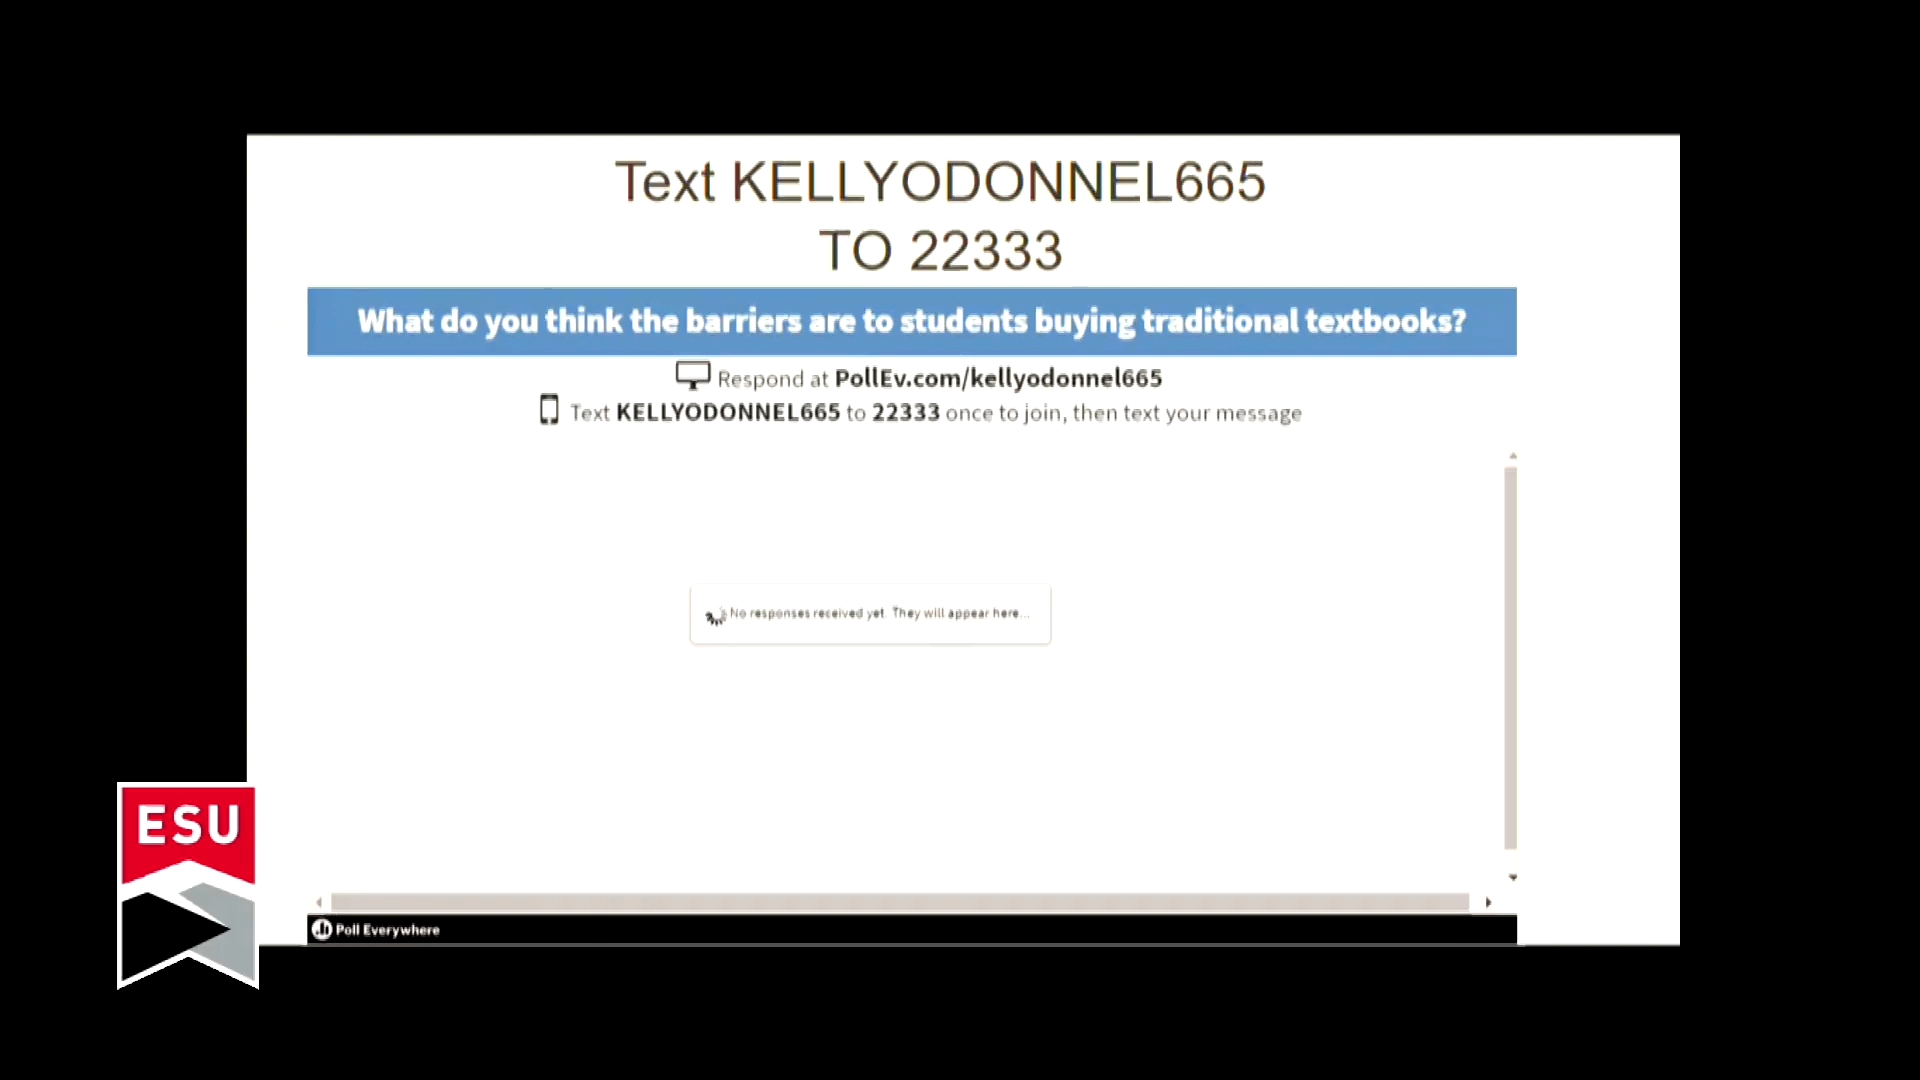 Text KELLYODONNEL665
TO 22333
What do you think the barriers are to students buying traditional textbooks?
Respond at PollEv.com/kellyodonnel665
Text KELLYODONNEL665 to 22333 once to join, then text your message
No responses received yet. They will appear here...
ESU
Poll Everywhere